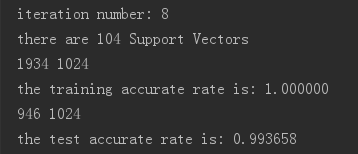 iteration number: 8
there are 104 Support Vectors
1934 1024
the training accurate rate is: 1.000000
946 1024
the test accurate rate is: 0.993658